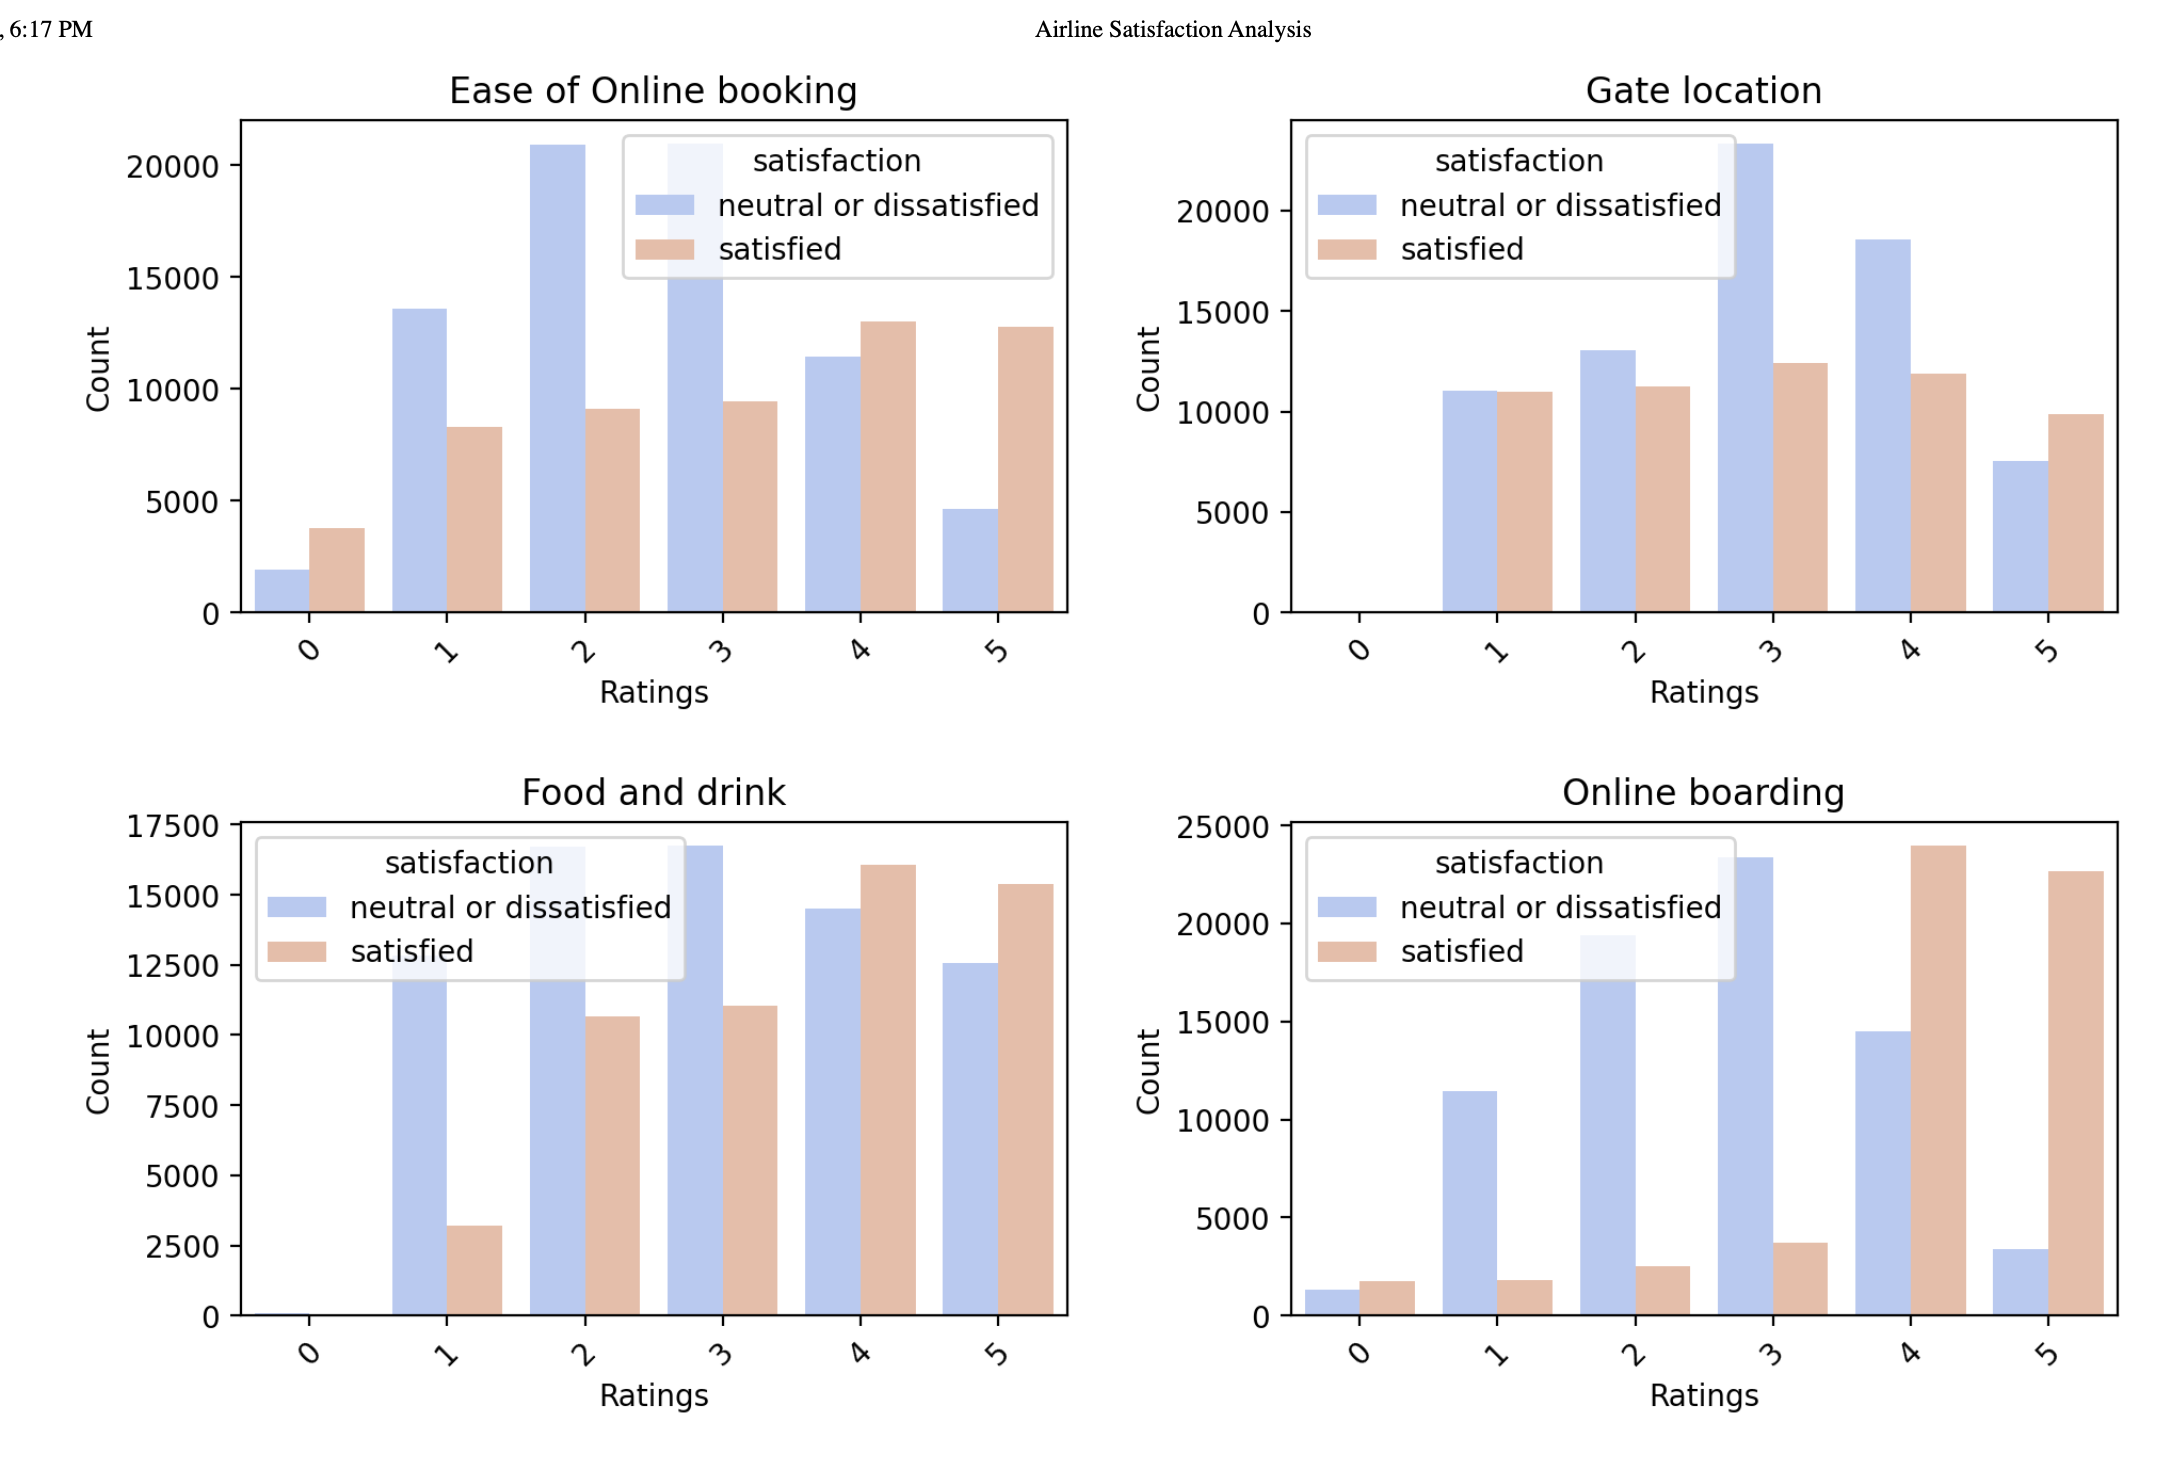 , 6:17 PM
Airline Satisfaction Analysis
Ease of Online booking
satisfaction
neutral or dissatisfied
satisfied
20000
15000
10000
5000
0
Count
0 1 2 3 4 5
Ratings
Gate location
satisfaction
neutral or dissatisfied
satisfied
20000
15000
10000
5000
0
Count
0 1 2 3 4 5
Ratings
Food and drink
satisfaction
neutral or dissatisfied
satisfied
17500
15000
12500
10000
7500
5000
2500
0
Count
0 1 2 3 4 5
Ratings
Online boarding
satisfaction
neutral or dissatisfied
satisfied
25000
20000
15000
10000
5000
0
Count
0 1 2 3 4 5
Ratings